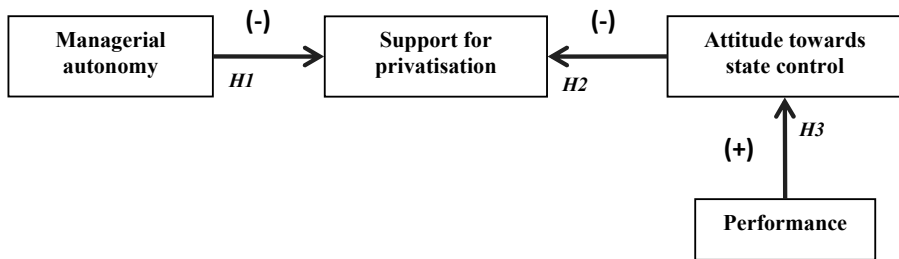 Managerial
autonomy
(-)
H1
Support for
privatisation
(-)
H2
Attitude towards
state control
H3
(+)
Performance